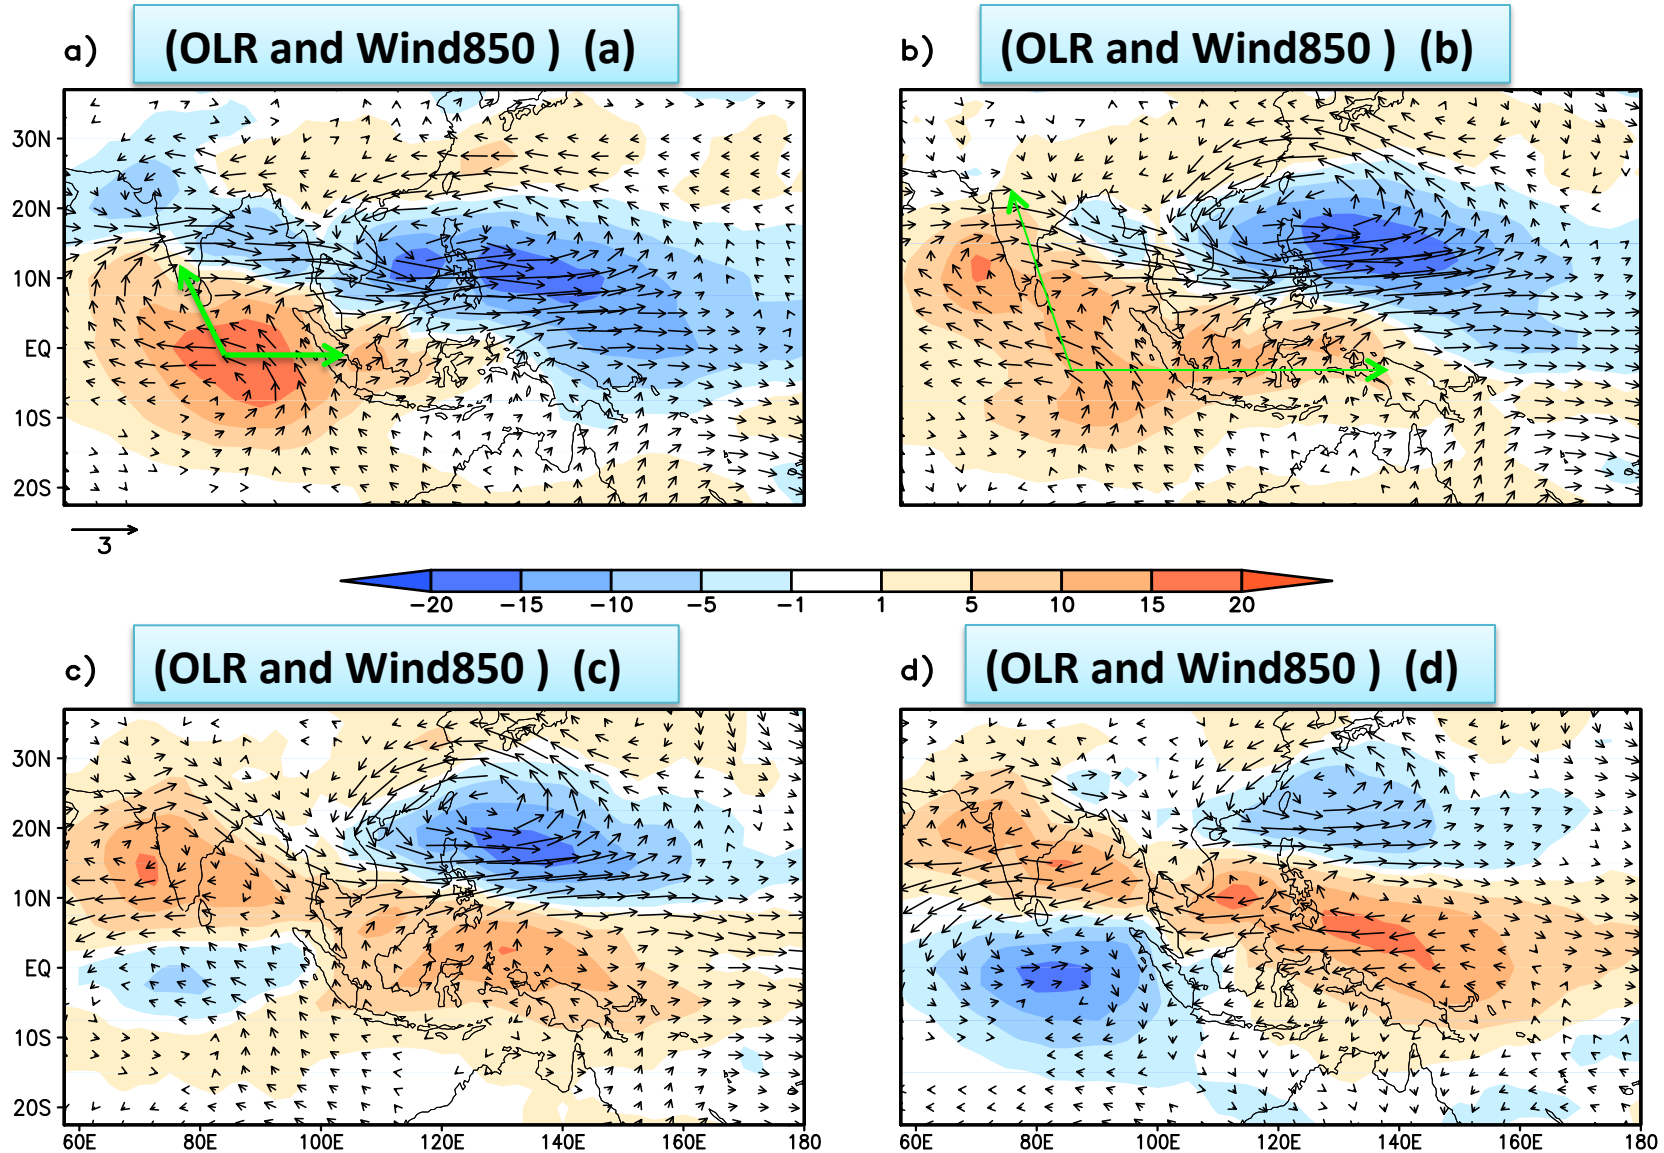 a) (OLR and Wind850 ) (a)
b) (OLR and Wind850 ) (b)
30N
20N
10N
EQ
10S
20S
3
-20 -15 -10 -5 -1 1 5 10 15 20
c) (OLR and Wind850 ) (c)
d) (OLR and Wind850 ) (d)
30N
20N
10N
EQ
10S
20S
60E 80E 100E 120E 140E 160E 180
60E 80E 100E 120E 140E 160E 180